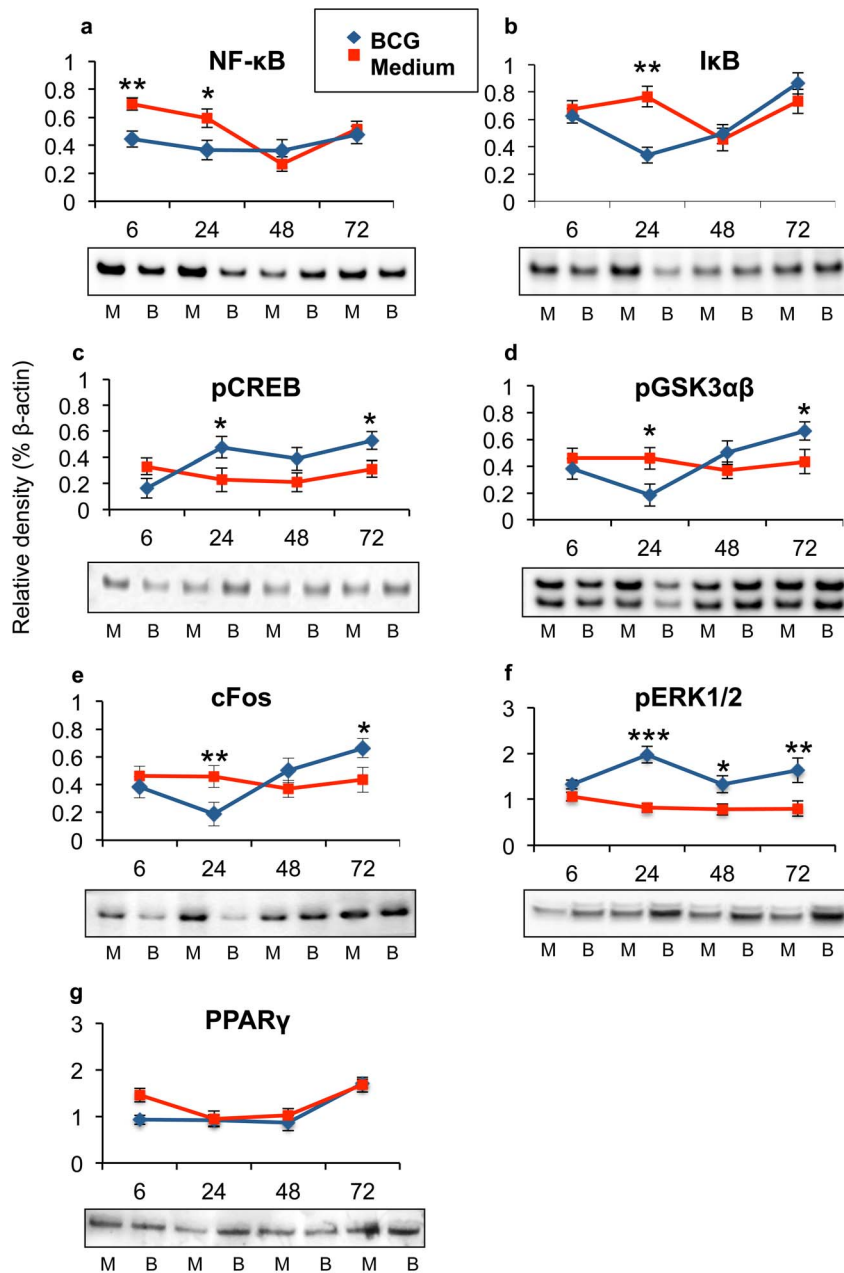 a
NF-κB
** *
1
0.8
0.6
0.4
0.2
0
6 24 48 72
M B M B M B M B
BCG
Medium
b
IκB
**
1
0.8
0.6
0.4
0.2
0
6 24 48 72
M B M B M B M B
Relative density (% β-actin)
c
pCREB
* *
1
0.8
0.6
0.4
0.2
0
6 24 48 72
M B M B M B M B
d
pGSK3αβ
* *
1
0.8
0.6
0.4
0.2
0
6 24 48 72
M B M B M B M B
e
cFos
** *
1
0.8
0.6
0.4
0.2
0
6 24 48 72
M B M B M B M B
f
pERK1/2
*** * **
3
2
1
0
6 24 48 72
M B M B M B M B
g
PPARγ
3
2
1
0
6 24 48 72
M B M B M B M B